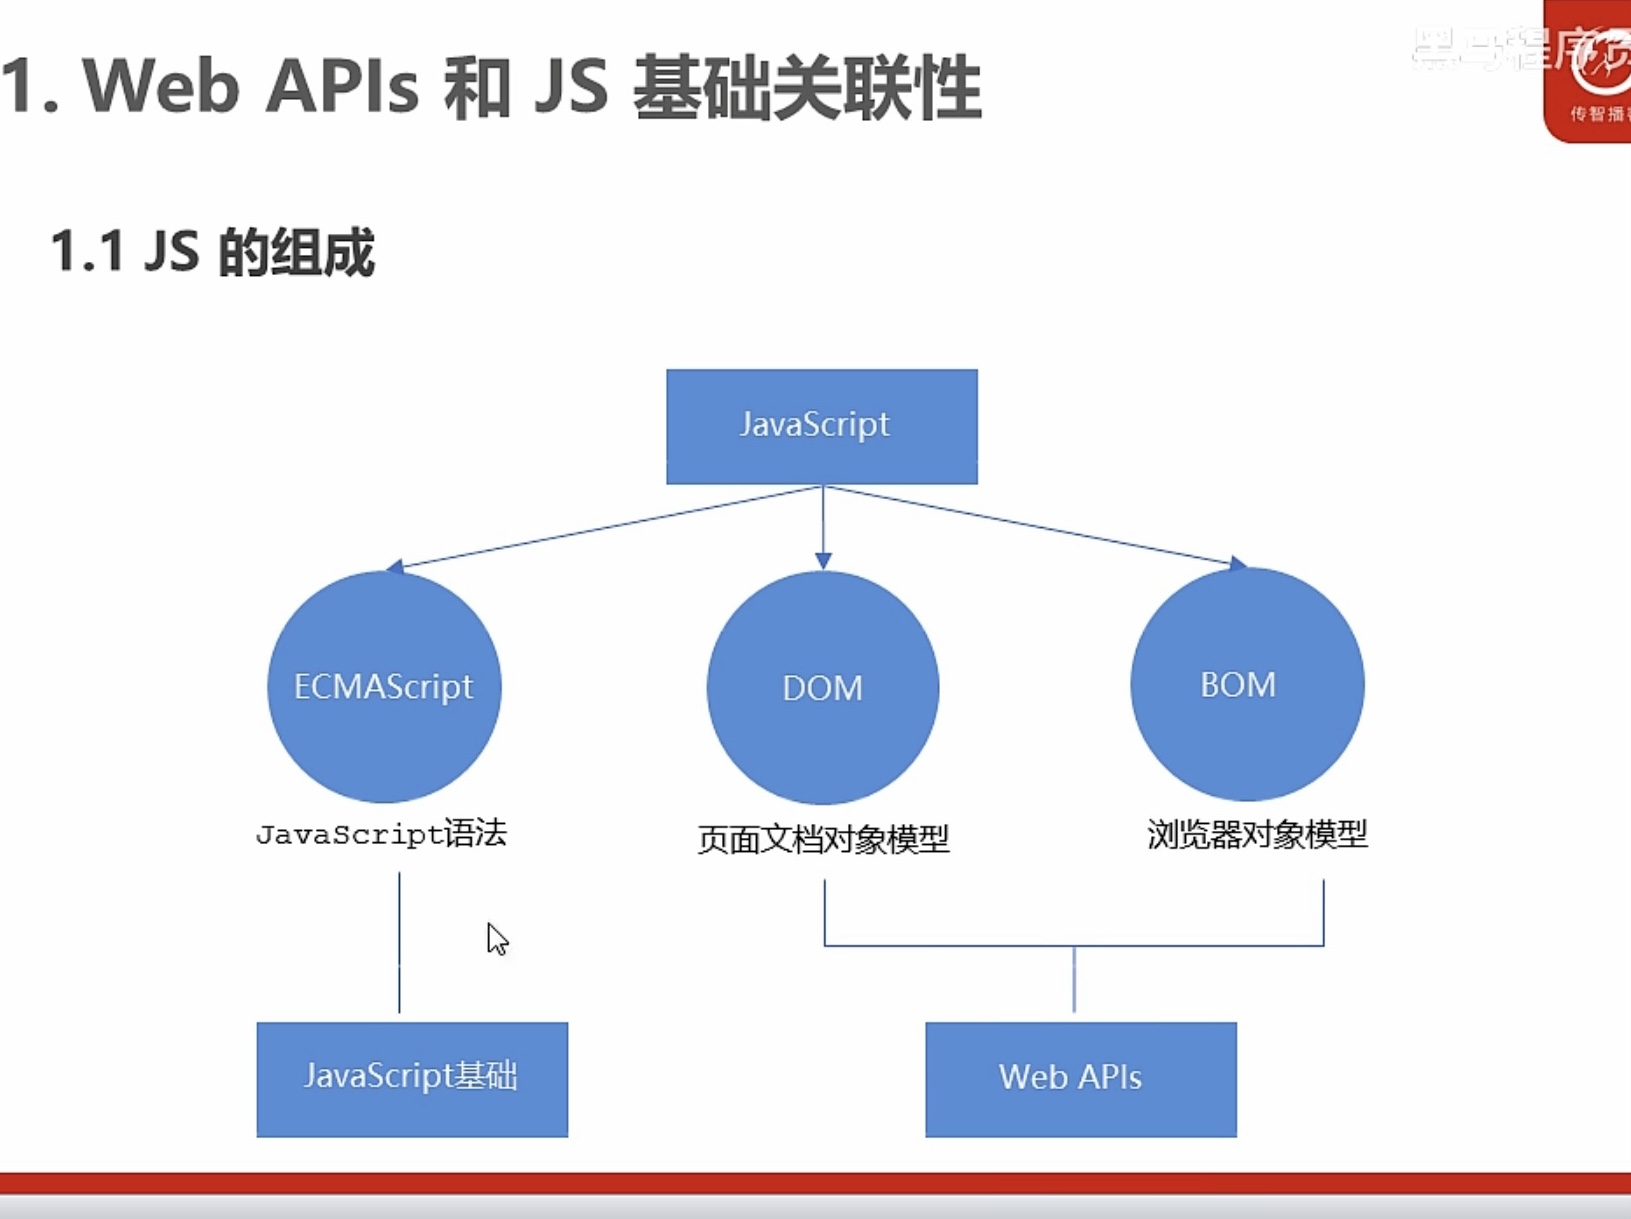 1. Web APIs 和 JS 基础关联性
黑马程序员
传智播客
1.1 JS 的组成
JavaScript
ECMAScript
DOM
BOM
JavaScript语法
页面文档对象模型
浏览器对象模型
JavaScript基础
Web APIs